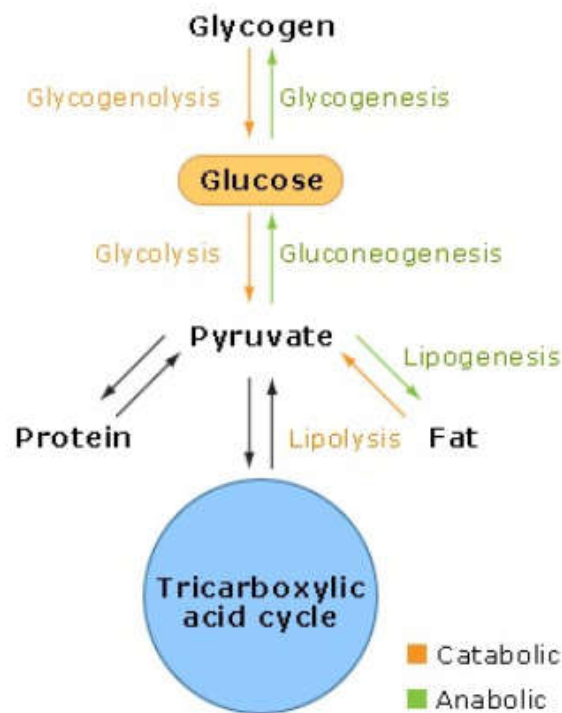 Glycogen
Glycogenolysis
Glycogenesis
Glucose
Glycolysis
Gluconeogenesis
Pyruvate
Lipogenesis
Protein
Lipolysis
Fat
Tricarboxylic
acid cycle
Catabolic
Anabolic